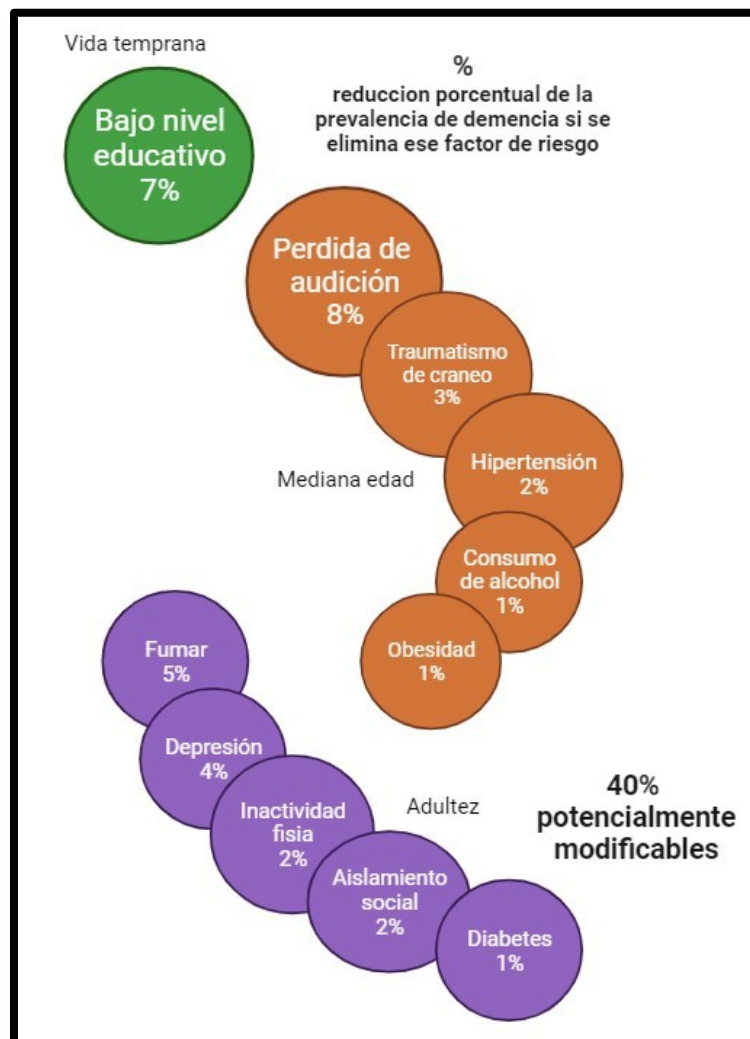 Vida temprana
Bajo nivel
educativo
7%
%
reduccion porcentual de la
prevalencia de demencia si se
elimina ese factor de riesgo
Perdida de
audición
8%
Traumatismo
de craneo
3%
Hipertensión
2%
Mediana edad
Consumo
de alcohol
1%
Obesidad
1%
Fumar
5%
Depresión
4%
Inactividad
fisia
2%
Adultez
Aislamiento
social
2%
Diabetes
1%
40%
potencialmente
modificables